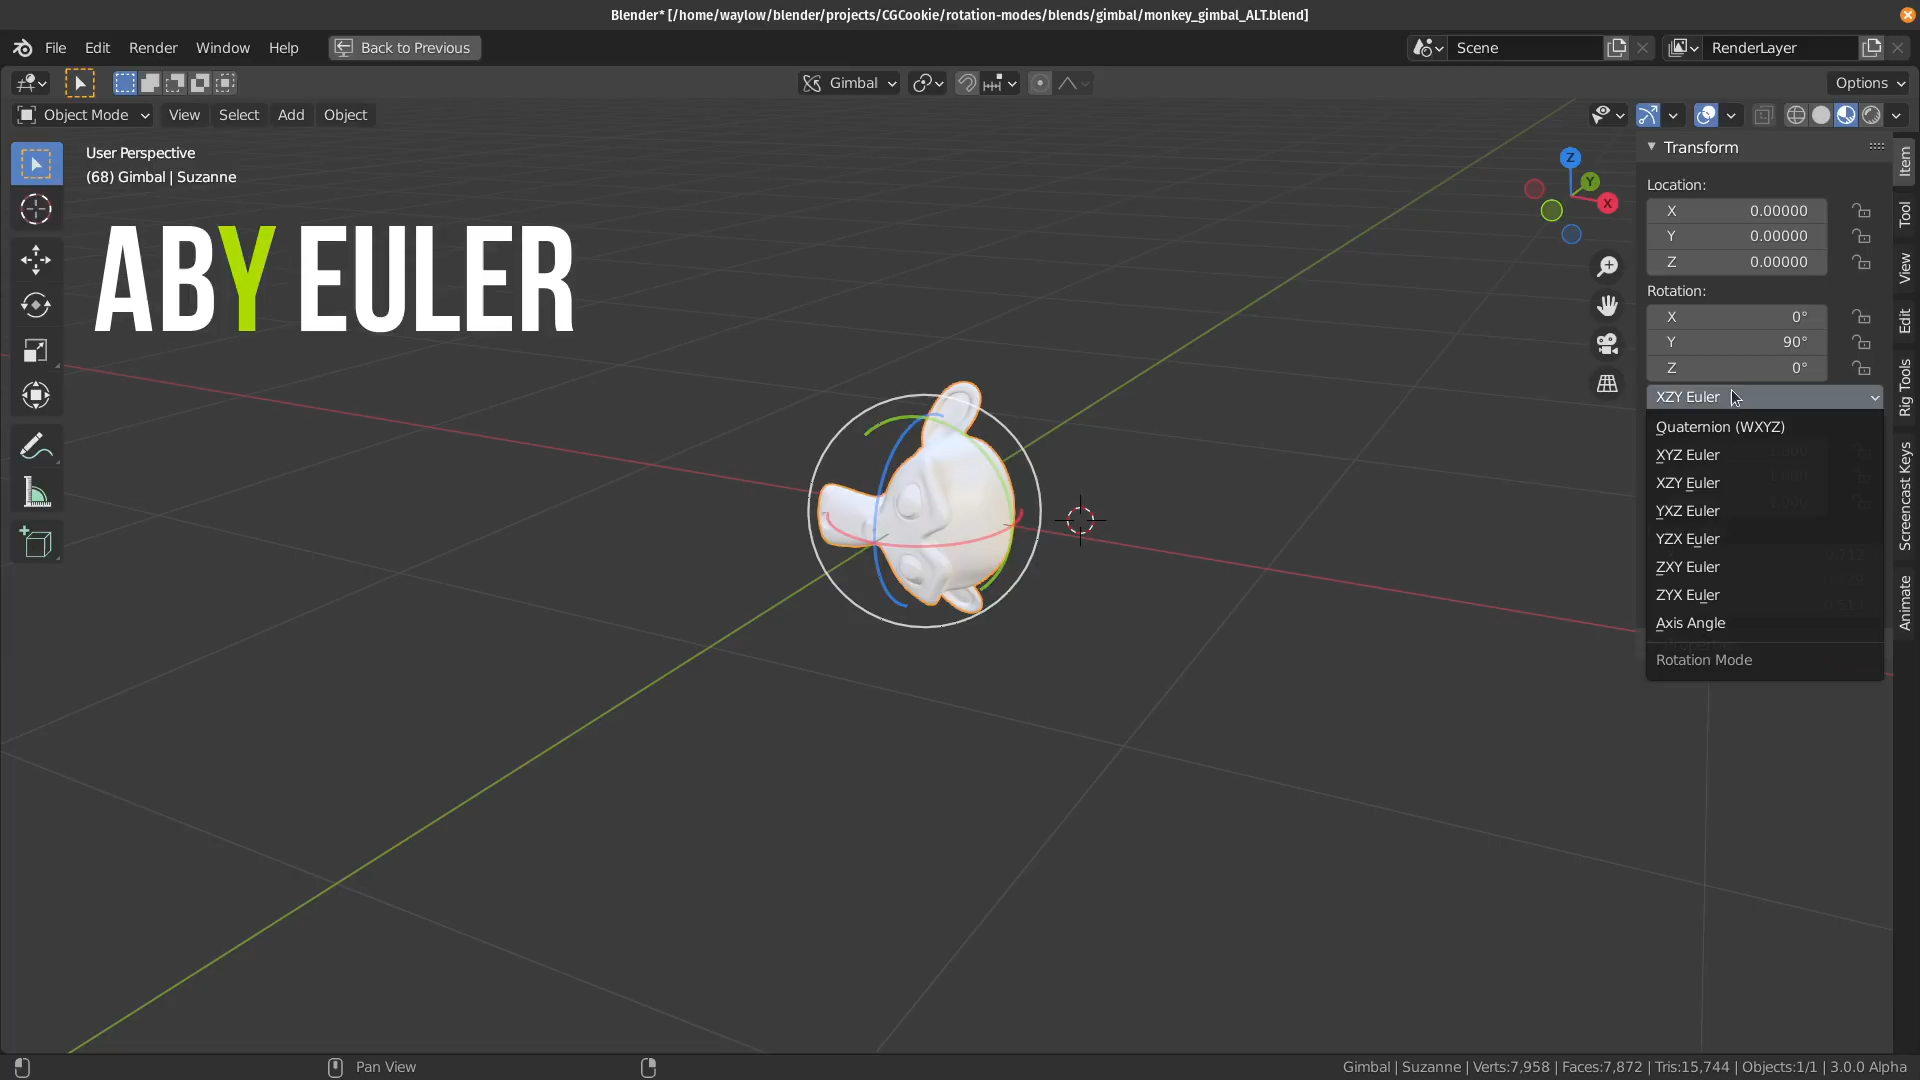 Blender* [/home/waylow/blender/projects/CGCookie/rotation-modes/blends/gimbal/monkey_gimbal_ALT.blend]
File Edit Render Window Help Back to Previous Scene RenderLayer
Gimbal Options
Object Mode View Select Add Object
User Perspective
(68) Gimbal | Suzanne
ABY EULER
Z
Y
X
Transform
Location:
X 0.00000
Y 0.00000
Z 0.00000
Rotation:
X 0°
Y 90°
Z 0°
XZY Euler
Quaternion (WXYZ)
XYZ Euler
XZY Euler
YXZ Euler
YZX Euler
ZXY Euler
ZYX Euler
Axis Angle
Rotation Mode
Item
Tool
View
Edit
Rig Tools
Screencast Keys
Animate
Pan View
Gimbal | Suzanne | Verts:7,958 | Faces:7,872 | Tris:15,744 | Objects:1/1 | 3.0.0 Alpha